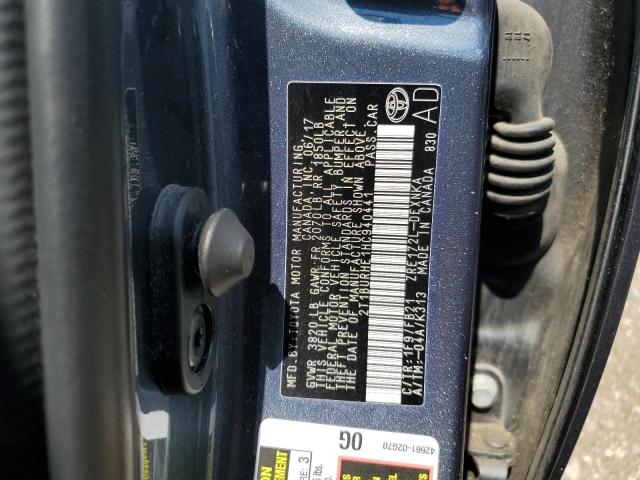 MFD.BY:TOYOTA MOTOR MANUFACTURING
CANADA,INC. 06/17
GVWR 3820 LB GAWR:FR 2070LB RR 1850LB
THIS VEHICLE CONFORMS TO ALL APPLICABLE
FEDERAL MOTOR VEHICLE SAFETY, BUMPER AND
THEFT PREVENTION STANDARDS IN EFFECT ON
THE DATE OF MANUFACTURE SHOWN ABOVE.
2T1BURHE1HC940441 PASS.CAR
C/TR:1F9A/FB21 ZRE172L-DEXNKA
A/TM:-04A/K313 MADE IN CANADA 830
AD
0G
42661-02G70